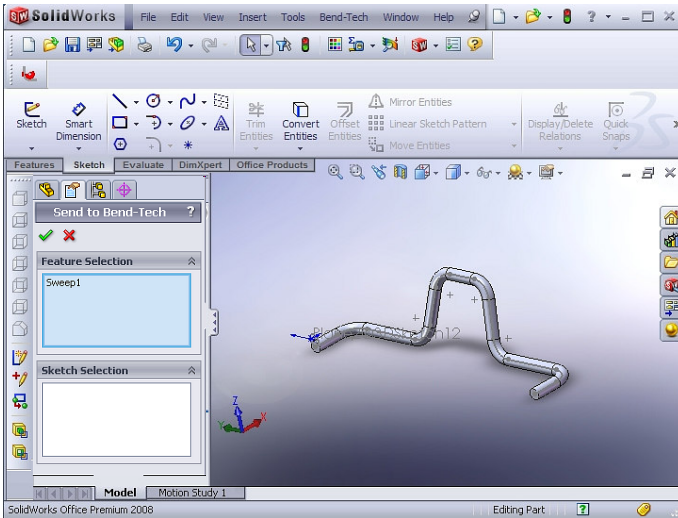 SolidWorks File Edit View Insert Tools Bend-Tech Window Help ?
?
Sketch Smart Dimension Trim Entities Convert Entities Offset Entities Mirror Entities Linear Sketch Pattern Move Entities Display/Delete Relations Quick Snaps
Features Sketch Evaluate DimXpert Office Products
Send to Bend-Tech ?
Feature Selection
Sweep1
Sketch Selection
Z
X
Y
Model Motion Study 1
SolidWorks Office Premium 2008 Editing Part ?